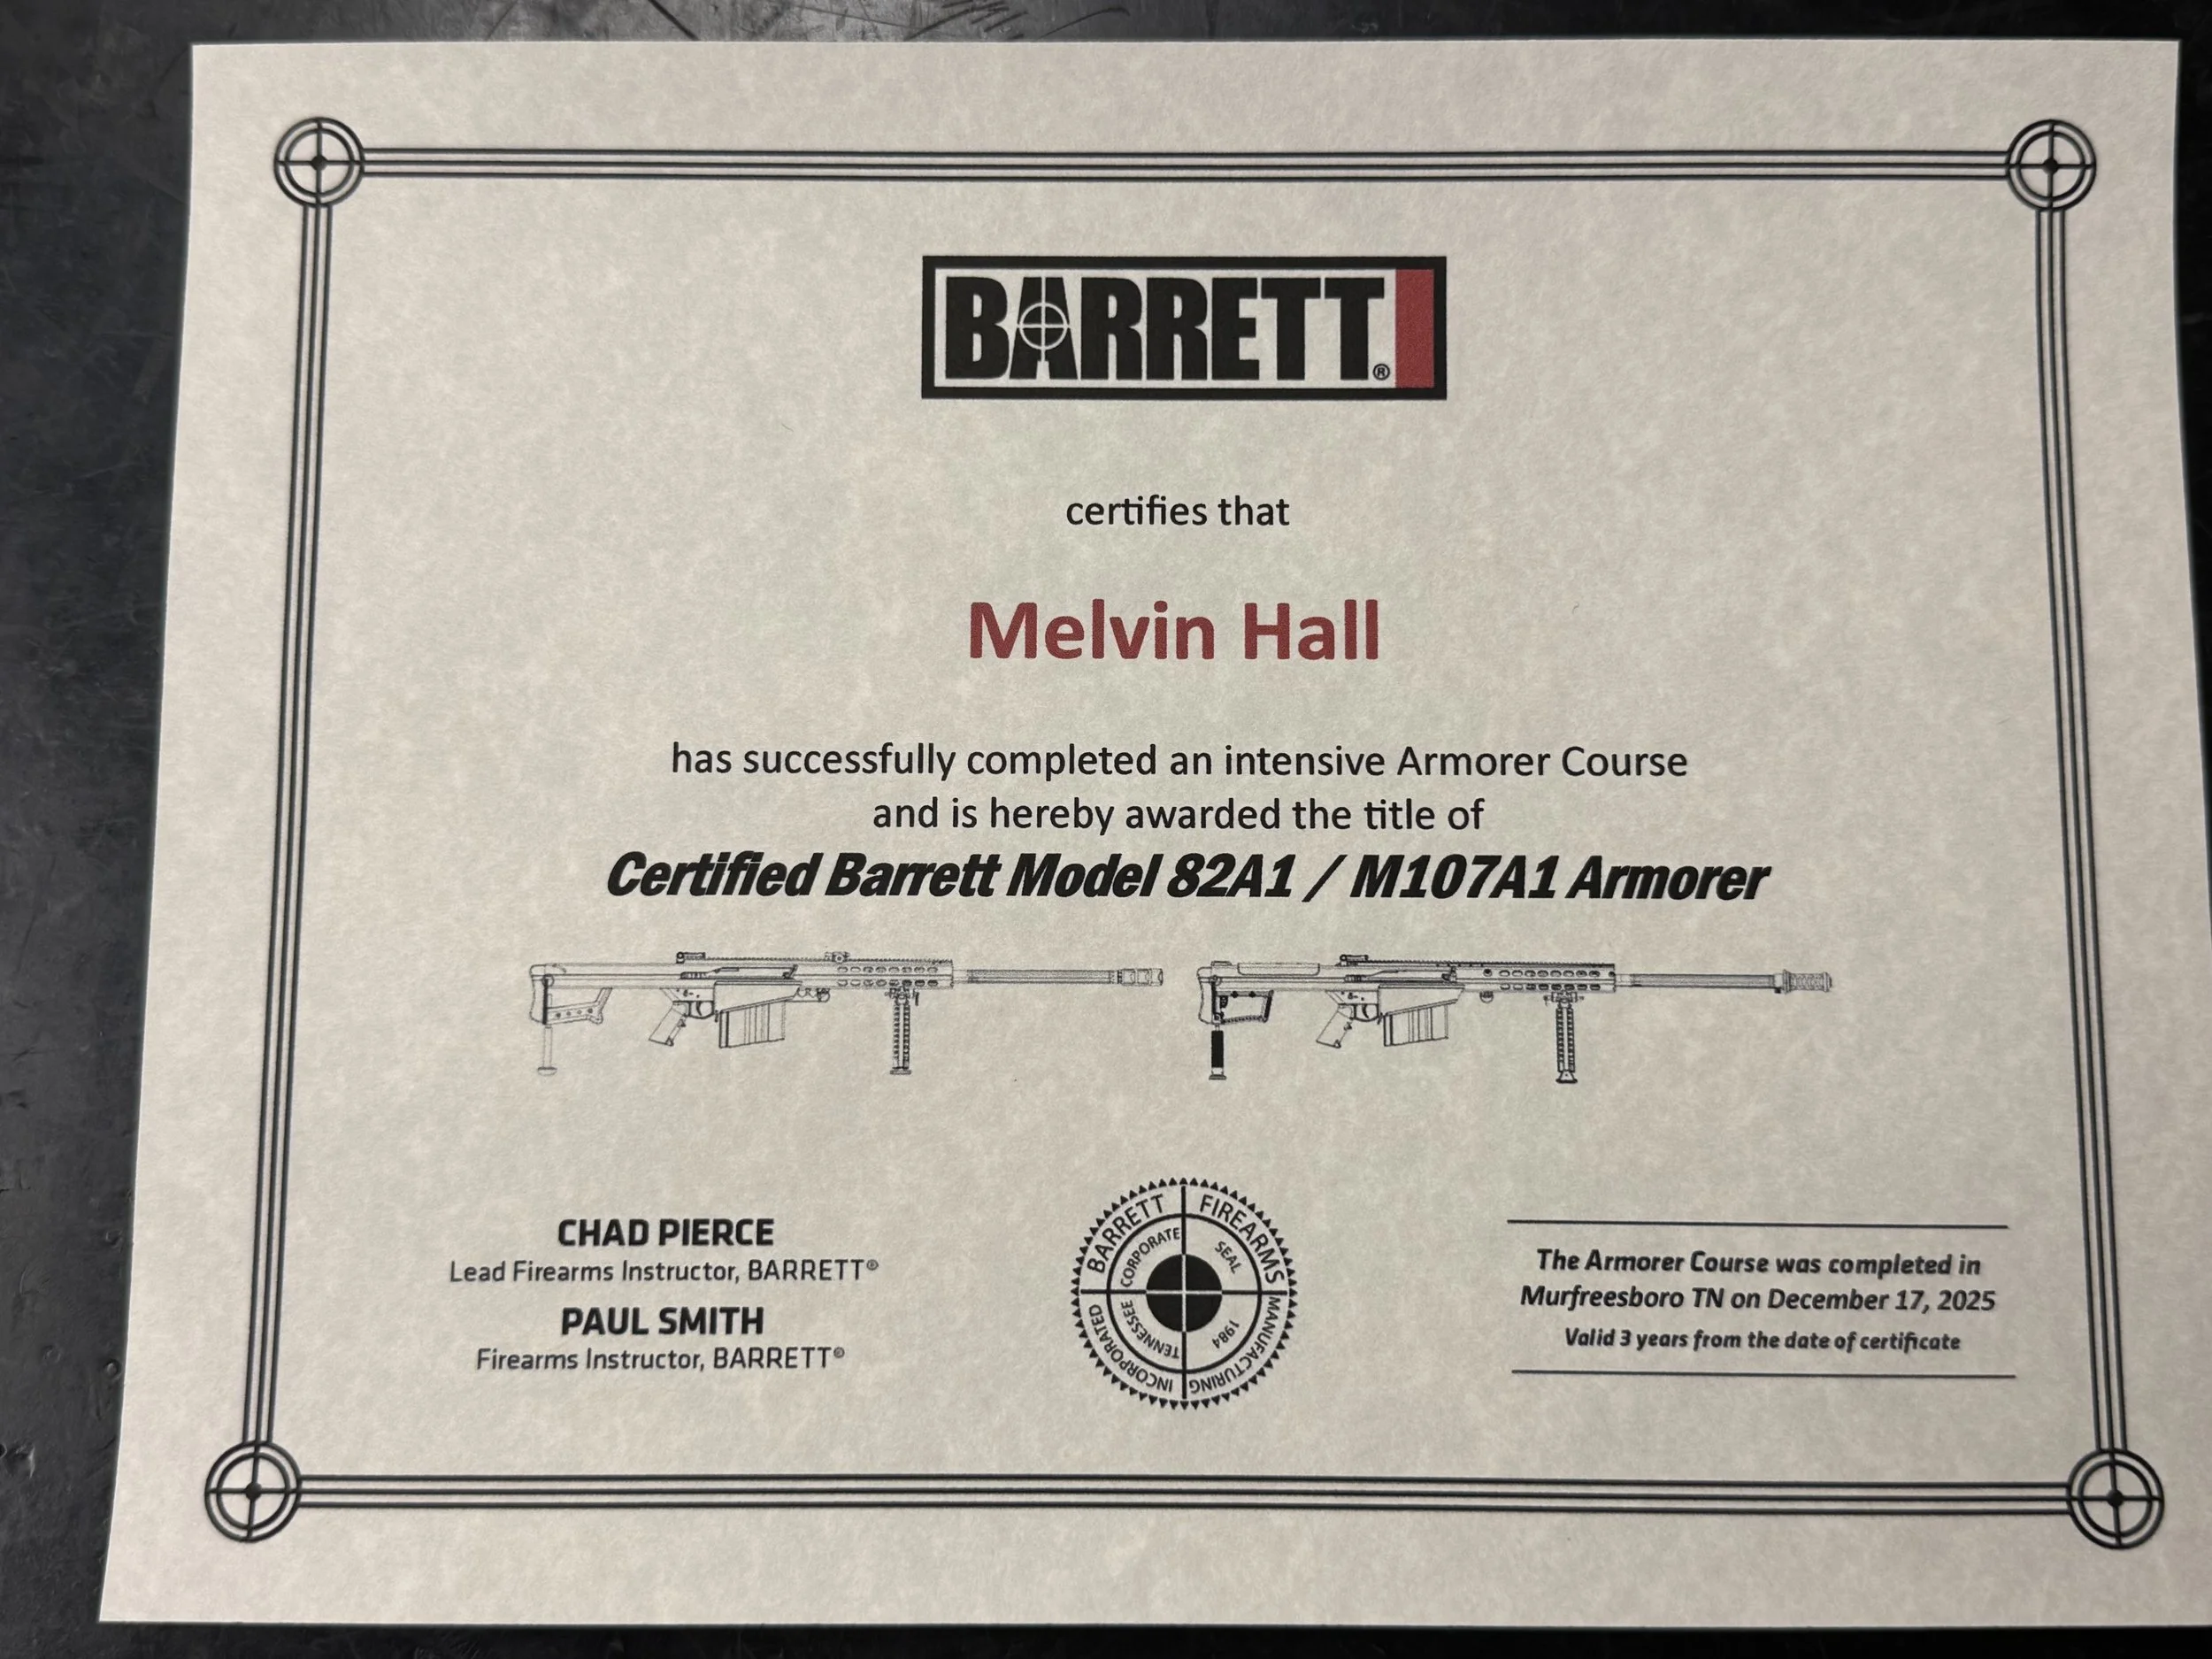 BARRETT®
certifies that
Melvin Hall
has successfully completed an intensive Armorer Course
and is hereby awarded the title of
Certified Barrett Model 82A1 / M107A1 Armorer
CHAD PIERCE
Lead Firearms Instructor, BARRETT®
PAUL SMITH
Firearms Instructor, BARRETT®
BARRETT FIREARMS MANUFACTURING INCORPORATED
CORPORATE SEAL 1984 TENNESSEE
The Armorer Course was completed in
Murfreesboro TN on December 17, 2025
Valid 3 years from the date of certificate